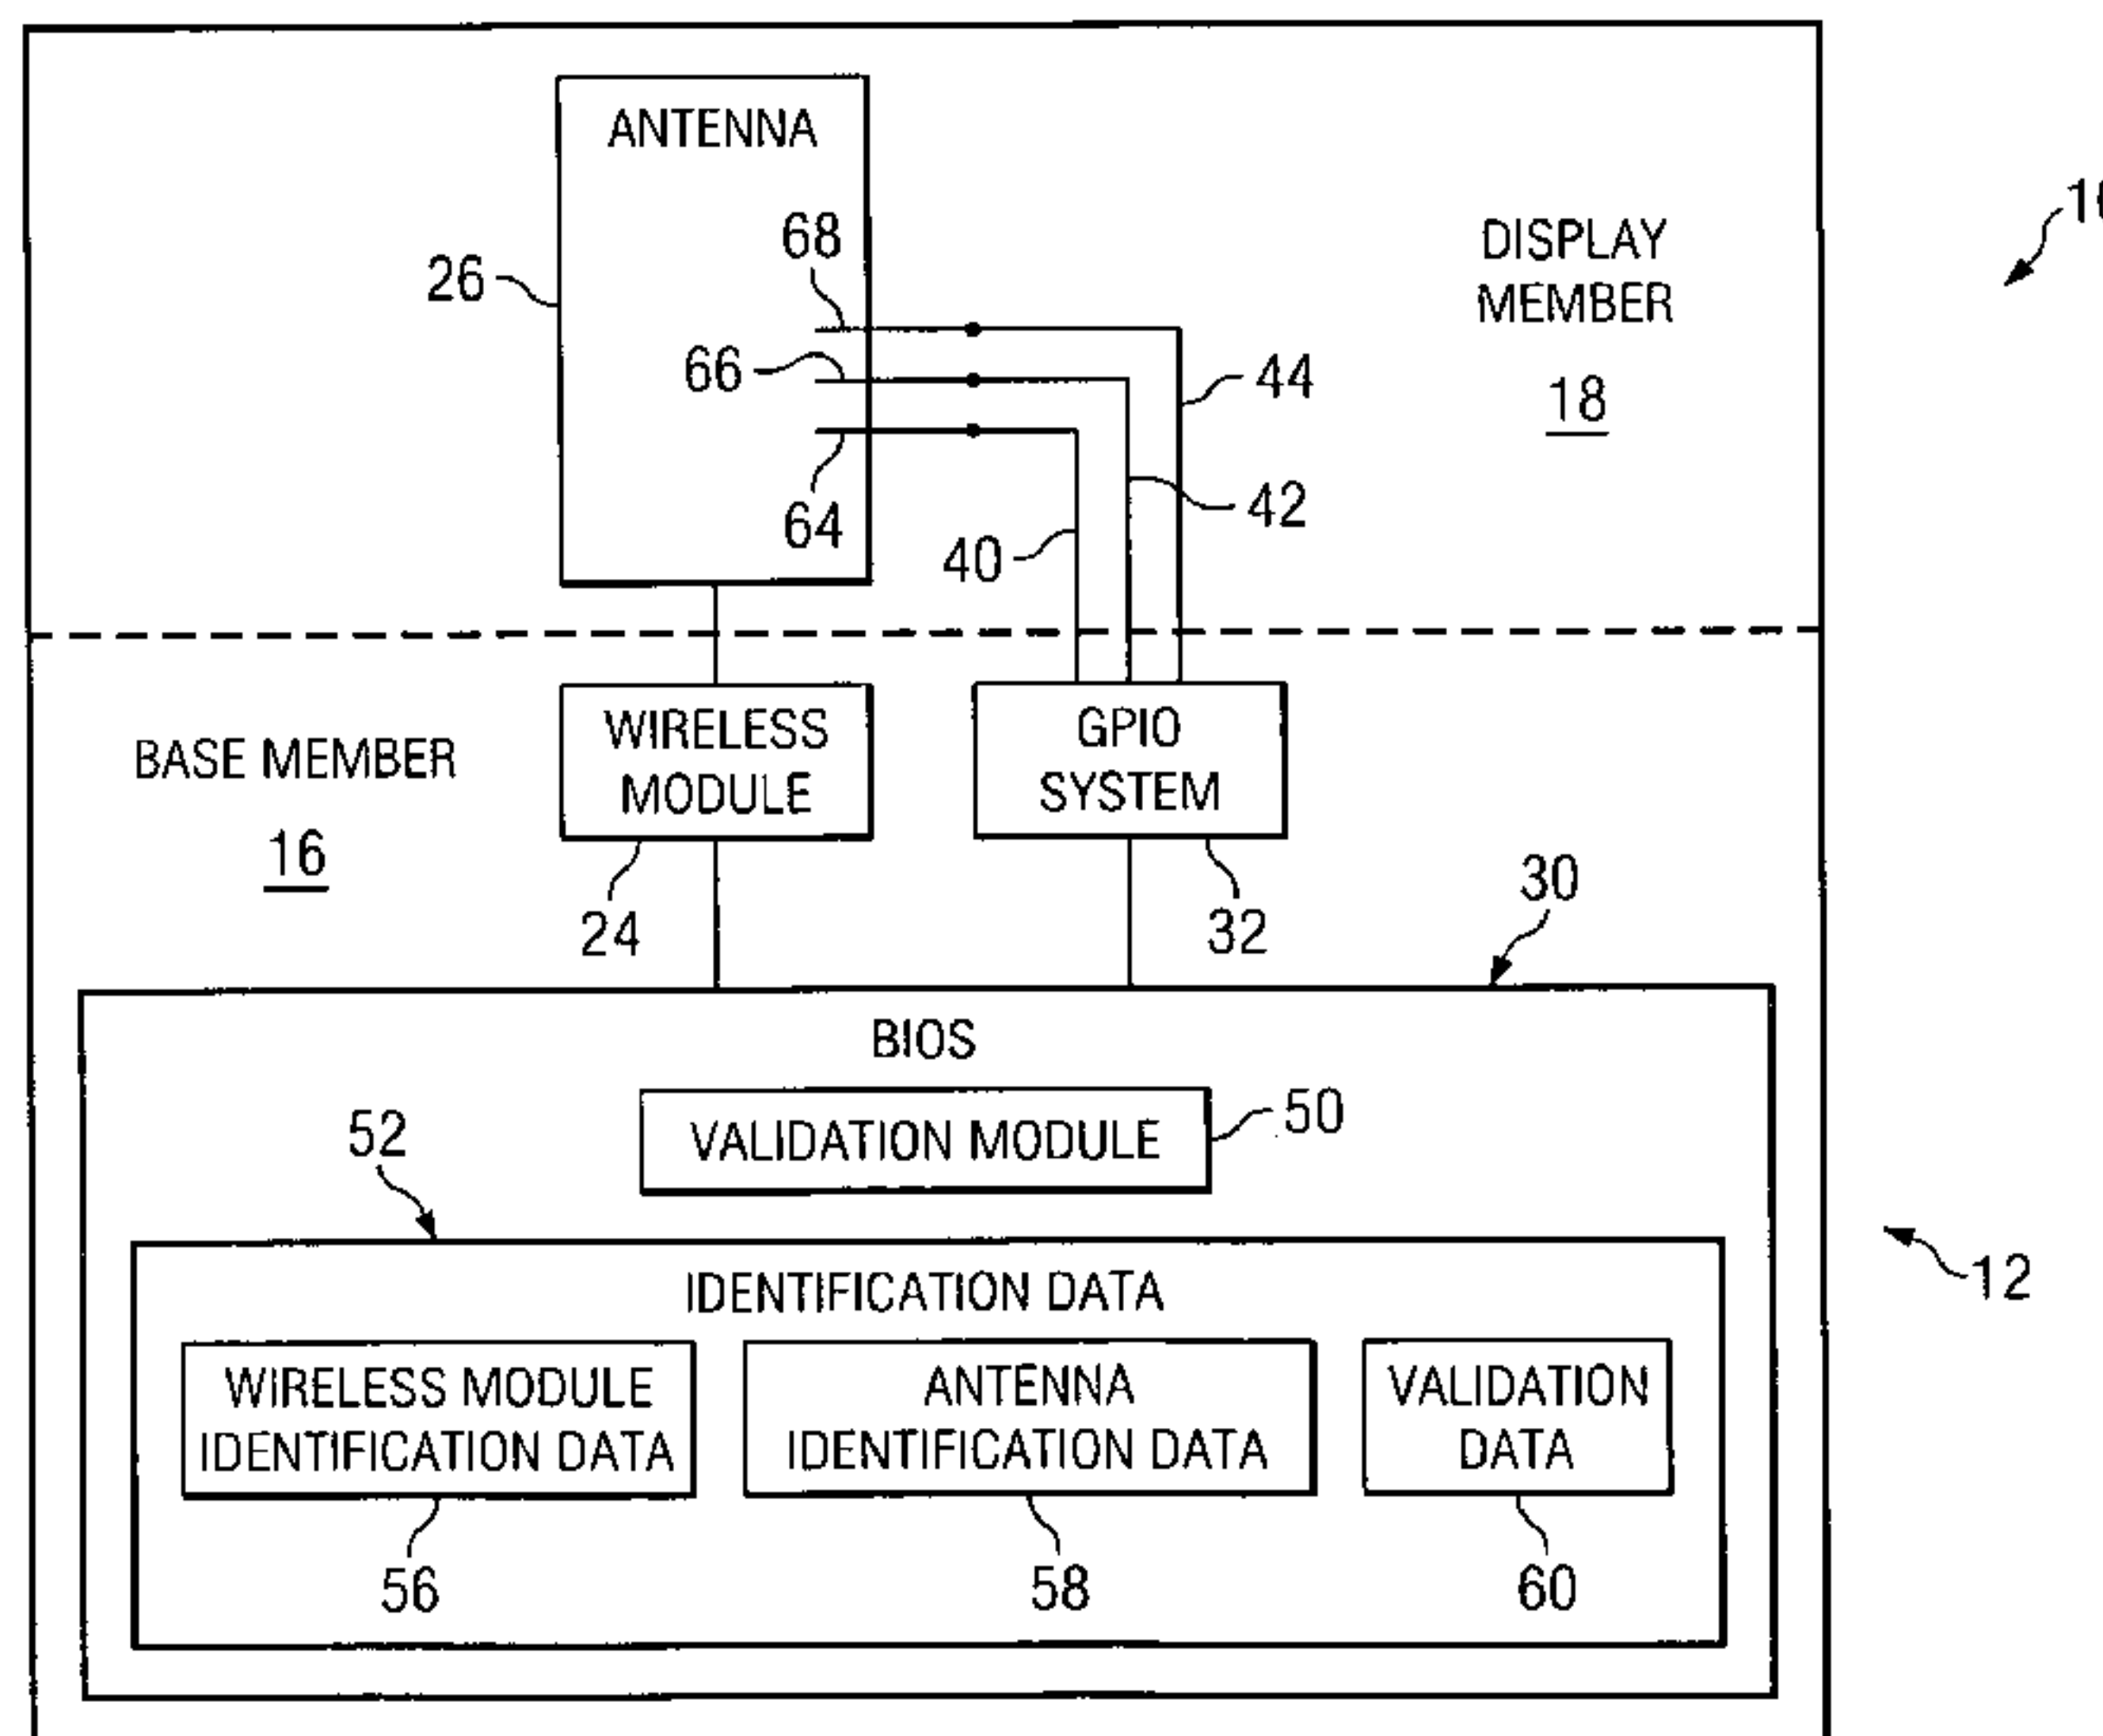 ANTENNA
68
26
66
64
DISPLAY
MEMBER
18
44
42
40
BASE MEMBER
16
WIRELESS
MODULE
24
GPIO
SYSTEM
32
30
BIOS
VALIDATION MODULE
50
52
IDENTIFICATION DATA
12
WIRELESS MODULE
IDENTIFICATION DATA
56
ANTENNA
IDENTIFICATION DATA
58
VALIDATION
DATA
60